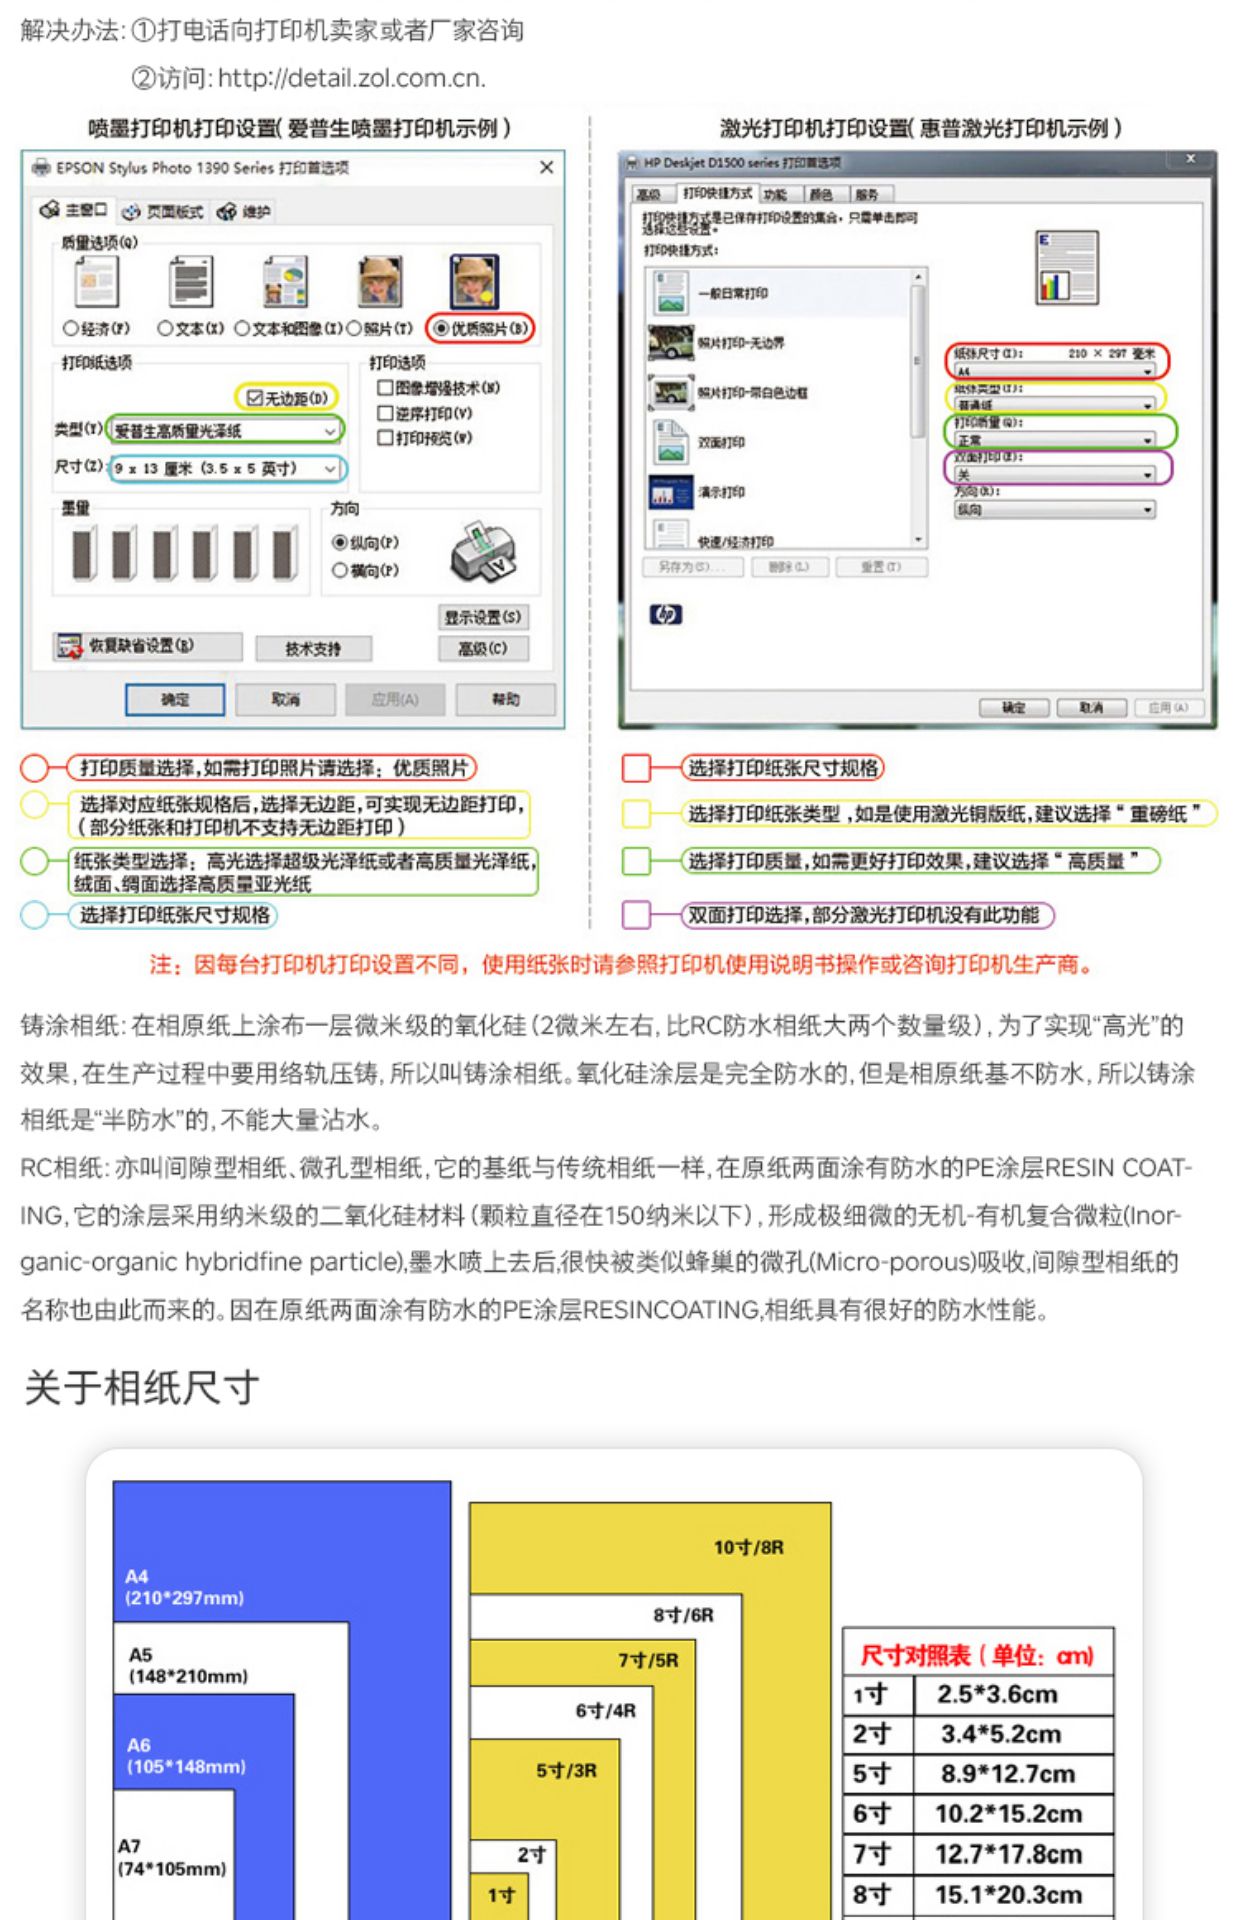 解决办法: ①打电话向打印机卖家或者厂家咨询
②访问: http://detail.zol.com.cn.
喷墨打印机打印设置( 爱普生喷墨打印机示例 )
EPSON Stylus Photo 1390 Series 打印首选项
主窗口 页面版式 维护
质量选项(Q)
经济(F) 文本(X) 文本和图像(I) 照片(T) 优质照片(B)
打印纸选项
打印选项
无边距(D)
类型(Y) 爱普生高质量光泽纸
尺寸(Z): 9 x 13 厘米 (3.5 x 5 英寸)
图像增强技术(N)
逆序打印(V)
打印预览(W)
墨量
方向
纵向(P)
横向(P)
显示设置(S)
恢复缺省设置(R) 技术支持 高级(C)
确定 取消 应用(A) 帮助
激光打印机打印设置( 惠普激光打印机示例 )
HP Deskjet D1500 series 打印首选项
高级 打印快捷方式 功能 颜色 服务
打印快捷方式是已保存打印设置的集合，只需单击即可
选择这些设置。
打印快捷方式:
一般日常打印
照片打印-无边界
照片打印-带白色边框
双面打印
演示打印
快速/经济打印
另存为(S)... 删除(L) 重置(T)
纸张尺寸(I): 210 × 297 毫米
A4
纸张类型(Y):
普通纸
打印质量(Q):
正常
双面打印(E):
关
方向(R):
纵向
hp
确定 取消 应用(A)
打印质量选择,如需打印照片请选择：优质照片
选择对应纸张规格后,选择无边距,可实现无边距打印,
( 部分纸张和打印机不支持无边距打印 )
纸张类型选择：高光选择超级光泽纸或者高质量光泽纸,
绒面、绸面选择高质量亚光纸
选择打印纸张尺寸规格
选择打印纸张尺寸规格
选择打印纸张类型 ,如是使用激光铜版纸,建议选择 “ 重磅纸 ”
选择打印质量,如需更好打印效果,建议选择 “ 高质量 ”
双面打印选择,部分激光打印机没有此功能
注：因每台打印机打印设置不同，使用纸张时请参照打印机使用说明书操作或咨询打印机生产商。
铸涂相纸: 在相原纸上涂布一层微米级的氧化硅 (2微米左右, 比RC防水相纸大两个数量级) , 为了实现“高光”的
效果, 在生产过程中要用络轨压铸, 所以叫铸涂相纸。氧化硅涂层是完全防水的, 但是相原纸基不防水, 所以铸涂
相纸是“半防水”的, 不能大量沾水。
RC相纸: 亦叫间隙型相纸、微孔型相纸, 它的基纸与传统相纸一样, 在原纸两面涂有防水的PE涂层RESIN COAT-
ING, 它的涂层采用纳米级的二氧化硅材料 (颗粒直径在150纳米以下) , 形成极细微的无机-有机复合微粒(Inor-
ganic-organic hybridfine particle),墨水喷上去后,很快被类似蜂巢的微孔(Micro-porous)吸收,间隙型相纸的
名称也由此而来的。因在原纸两面涂有防水的PE涂层RESINCOATING,相纸具有很好的防水性能。
关于相纸尺寸
A4
(210*297mm)
A5
(148*210mm)
A6
(105*148mm)
A7
(74*105mm)
10寸/8R
8寸/6R
7寸/5R
6寸/4R
5寸/3R
2寸
1寸
尺寸对照表 ( 单位：cm)
1寸 2.5*3.6cm
2寸 3.4*5.2cm
5寸 8.9*12.7cm
6寸 10.2*15.2cm
7寸 12.7*17.8cm
8寸 15.1*20.3cm